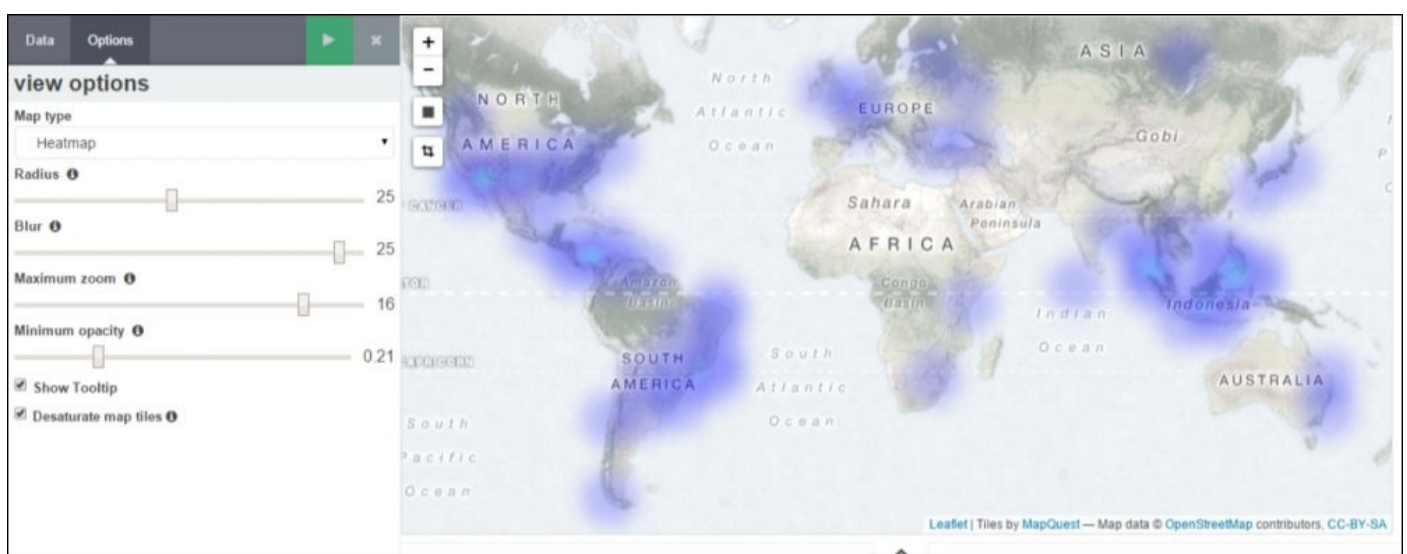 Data Options
view options
Map type
Heatmap
Radius
25
Blur
25
Maximum zoom
16
Minimum opacity
0.21
Show Tooltip
Desaturate map tiles
+
−
NORTH
AMERICA
North
Atlantic
Ocean
EUROPE
ASIA
Gobi
CANCER
Sahara
Arabian
Peninsula
AFRICA
Amazon
Basin
Congo
Basin
Indian
Ocean
Indonesia
SOUTH
AMERICA
South
Atlantic
Ocean
AUSTRALIA
South
Pacific
Ocean
Leaflet | Tiles by MapQuest — Map data © OpenStreetMap contributors, CC-BY-SA